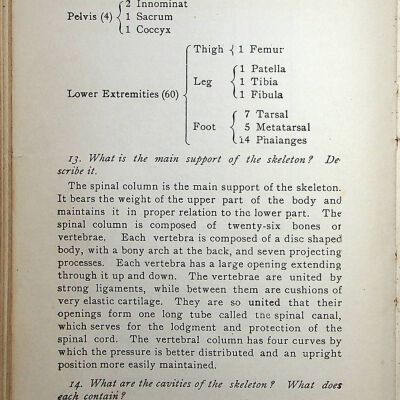 Pelvis (4) { 2 Innominat
1 Sacrum
1 Coccyx
Thigh { 1 Femur
Lower Extremities (60) { Leg { 1 Patella
1 Tibia
1 Fibula
Foot { 7 Tarsal
5 Metatarsal
14 Phalanges
13. What is the main support of the skeleton? De
scribe it.
The spinal column is the main support of the skeleton.
It bears the weight of the upper part of the body and
maintains it in proper relation to the lower part. The
spinal column is composed of twenty-six bones or
vertebrae. Each vertebra is composed of a disc shaped
body, with a bony arch at the back, and seven projecting
processes. Each vertebra has a large opening extending
through it up and down. The vertebrae are united by
strong ligaments, while between them are cushions of
very elastic cartilage. They are so united that their
openings form one long tube called the spinal canal,
which serves for the lodgment and protection of the
spinal cord. The vertebral column has four curves by
which the pressure is better distributed and an upright
position more easily maintained.
14. What are the cavities of the skeleton? What does
each contain?